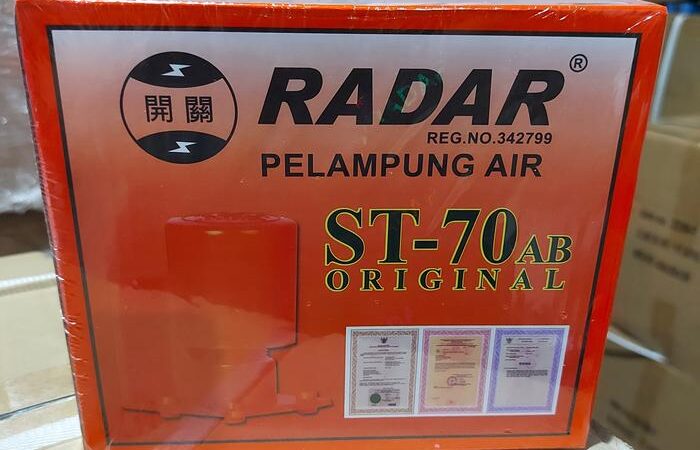 開關
RADAR®
REG.NO.342799
PELAMPUNG AIR
ST-70AB
ORIGINAL